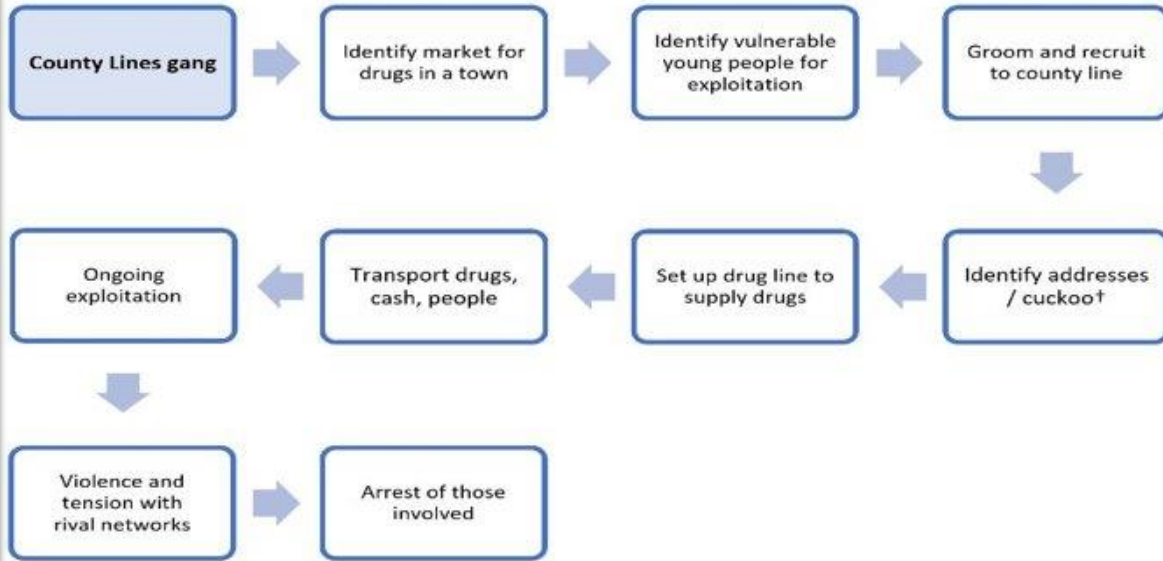 County Lines gang
Identify market for
drugs in a town
Identify vulnerable
young people for
exploitation
Groom and recruit
to county line
Identify addresses
/ cuckoo†
Set up drug line to
supply drugs
Transport drugs,
cash, people
Ongoing
exploitation
Violence and
tension with
rival networks
Arrest of those
involved